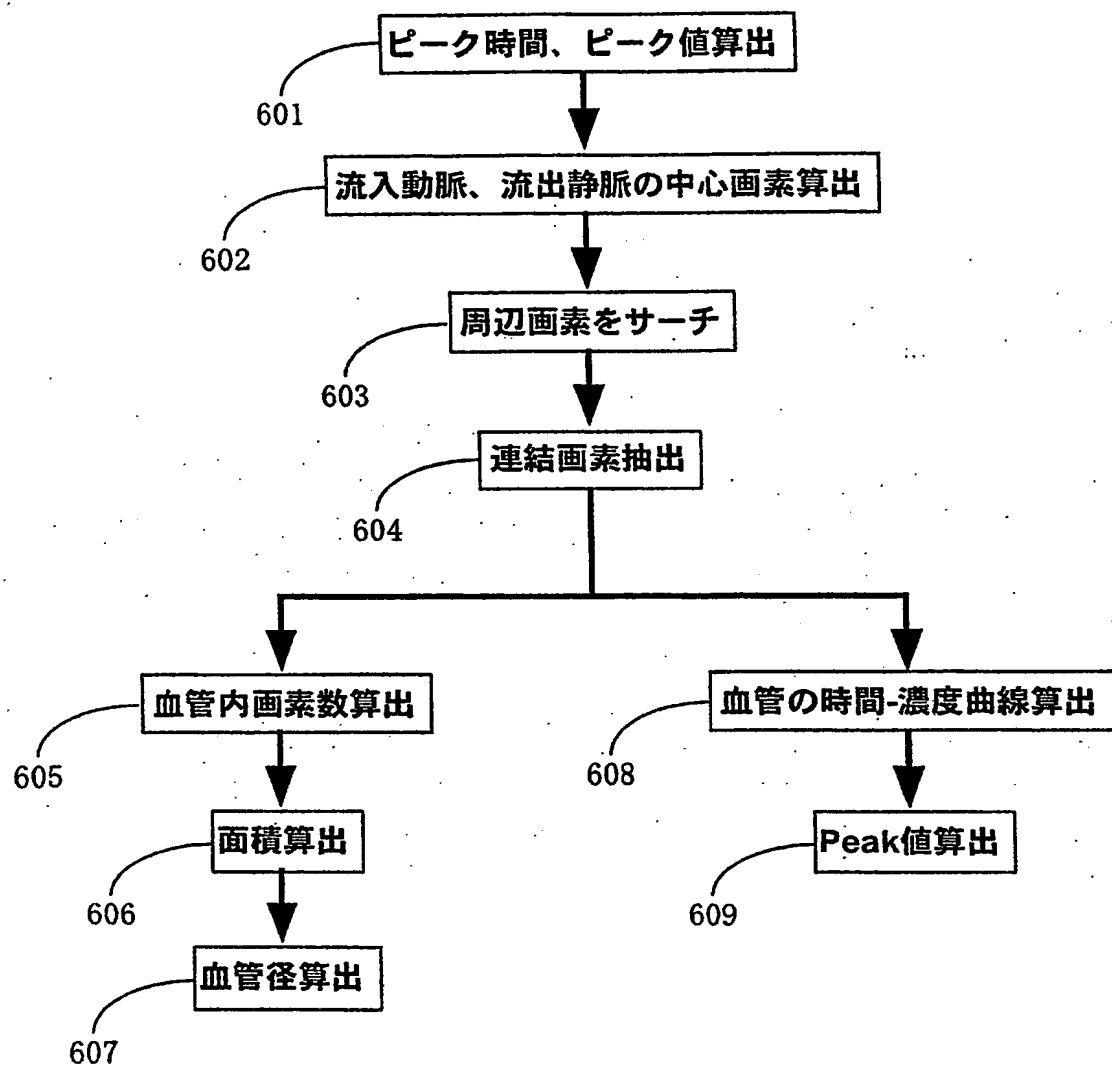 ピーク時間、ピーク値算出
601
流入動脈、流出静脈の中心画素算出
602
周辺画素をサーチ
603
連結画素抽出
604
血管内画素数算出
605
面積算出
606
血管径算出
607
血管の時間-濃度曲線算出
608
Peak値算出
609